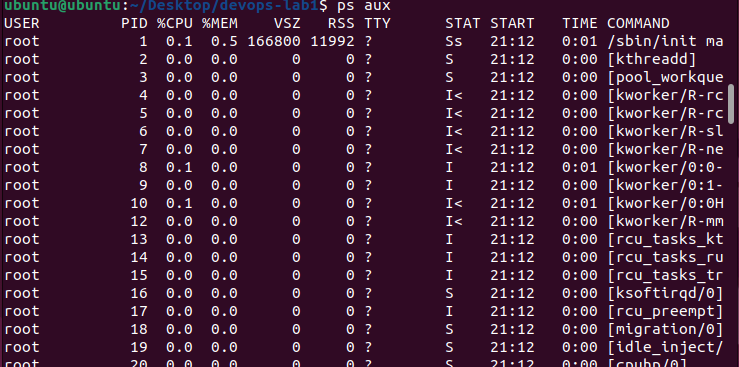 ubuntu@ubuntu:~/Desktop/devops-lab1$ ps aux
USER PID %CPU %MEM VSZ RSS TTY STAT START TIME COMMAND
root 1 0.1 0.5 166800 11992 ? Ss 21:12 0:01 /sbin/init ma
root 2 0.0 0.0 0 0 ? S 21:12 0:00 [kthreadd]
root 3 0.0 0.0 0 0 ? S 21:12 0:00 [pool_workque
root 4 0.0 0.0 0 0 ? I< 21:12 0:00 [kworker/R-rc
root 5 0.0 0.0 0 0 ? I< 21:12 0:00 [kworker/R-rc
root 6 0.0 0.0 0 0 ? I< 21:12 0:00 [kworker/R-sl
root 7 0.0 0.0 0 0 ? I< 21:12 0:00 [kworker/R-ne
root 8 0.1 0.0 0 0 ? I 21:12 0:01 [kworker/0:0-
root 9 0.0 0.0 0 0 ? I 21:12 0:00 [kworker/0:1-
root 10 0.1 0.0 0 0 ? I< 21:12 0:01 [kworker/0:0H
root 12 0.0 0.0 0 0 ? I< 21:12 0:00 [kworker/R-mm
root 13 0.0 0.0 0 0 ? I 21:12 0:00 [rcu_tasks_kt
root 14 0.0 0.0 0 0 ? I 21:12 0:00 [rcu_tasks_ru
root 15 0.0 0.0 0 0 ? I 21:12 0:00 [rcu_tasks_tr
root 16 0.0 0.0 0 0 ? S 21:12 0:00 [ksoftirqd/0]
root 17 0.0 0.0 0 0 ? I 21:12 0:00 [rcu_preempt]
root 18 0.0 0.0 0 0 ? S 21:12 0:00 [migration/0]
root 19 0.0 0.0 0 0 ? S 21:12 0:00 [idle_inject/
root 20 0.0 0.0 0 0 ? S 21:12 0:00 [cpuhp/0]